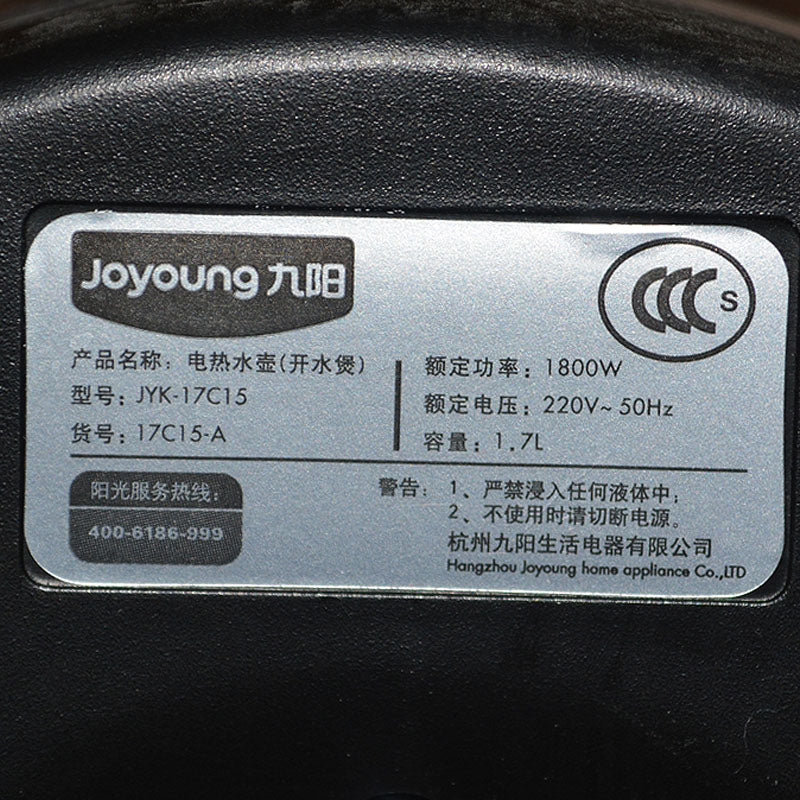 Joyoung 九阳
CCC S
产品名称：电热水壶(开水煲)
型号：JYK-17C15
货号：17C15-A
额定功率：1800W
额定电压：220V~50Hz
容量：1.7L
阳光服务热线：
400-6186-999
警告：1、严禁浸入任何液体中；
2、不使用时请切断电源。
杭州九阳生活电器有限公司
Hangzhou Joyoung home appliance Co.,LTD